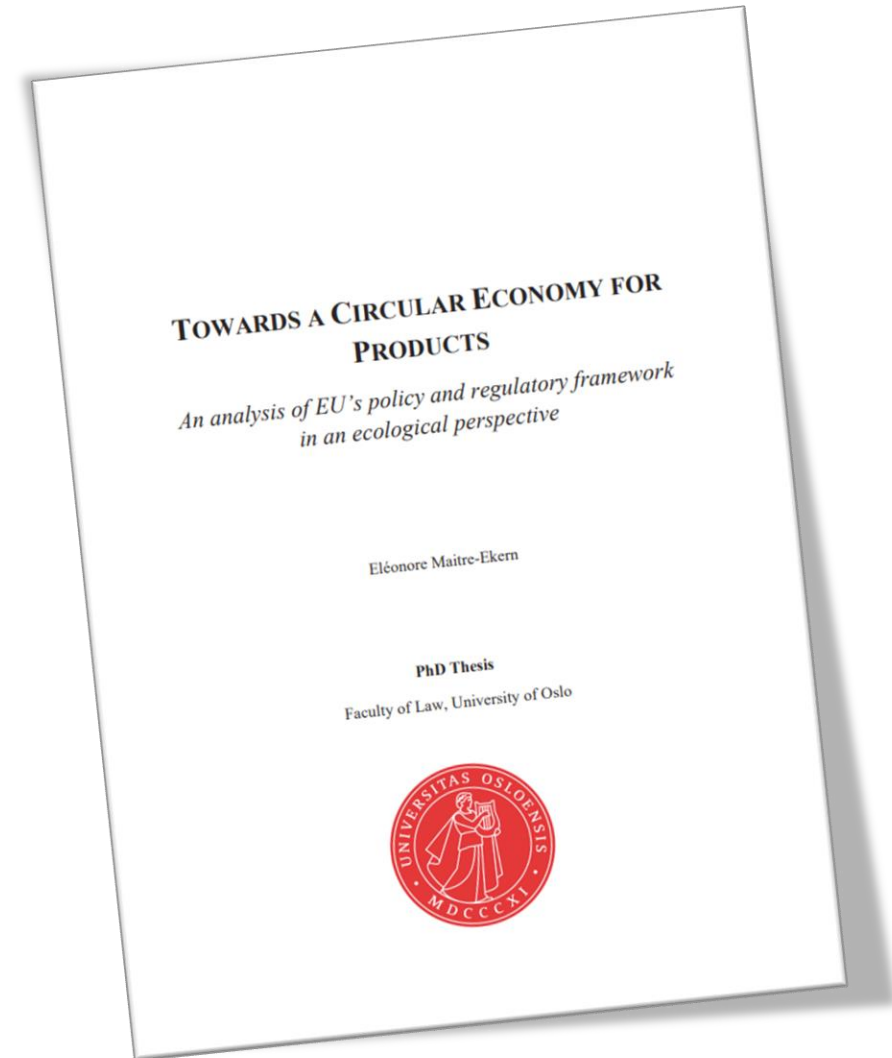 TOWARDS A CIRCULAR ECONOMY FOR
PRODUCTS
An analysis of EU's policy and regulatory framework
in an ecological perspective
Eléonore Maitre-Ekern
PhD Thesis
Faculty of Law, University of Oslo
UNIVERSITAS OSLOENSIS
MDCCCXI